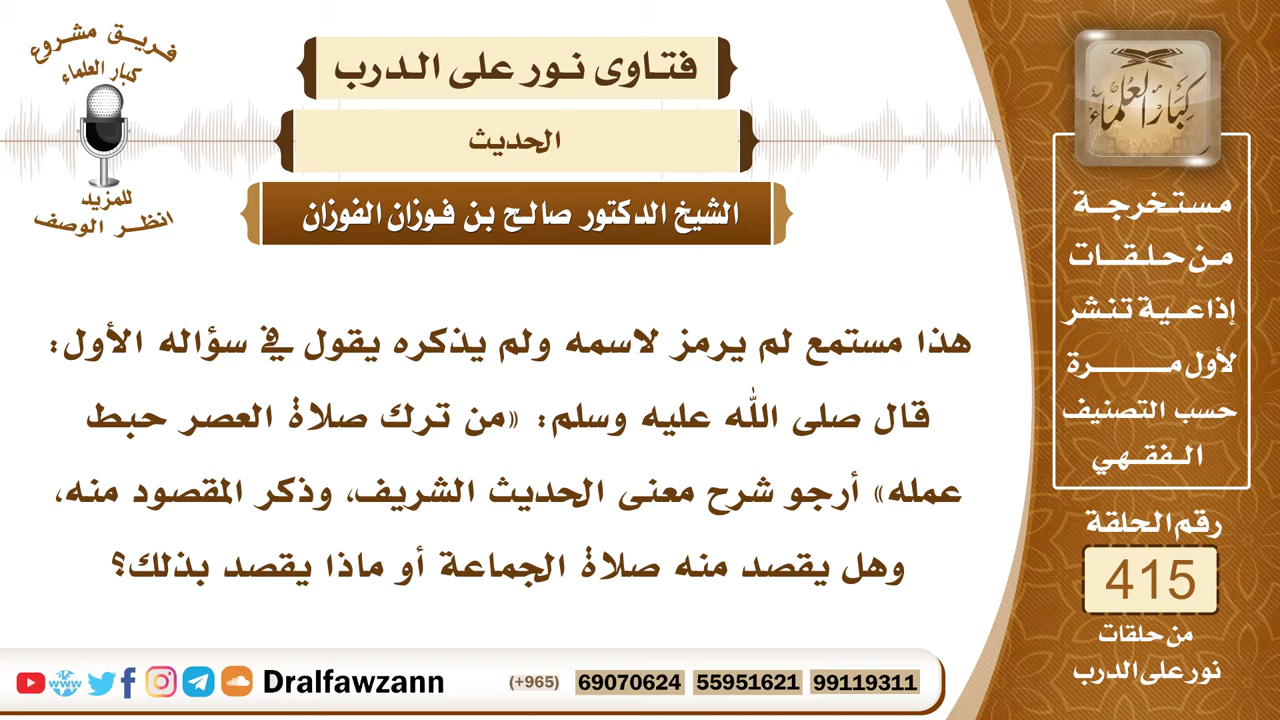 فريق مشروع
كبار العلماء
للمزيد
انظر الوصف
فتاوى نور على الدرب
الحديث
الشيخ الدكتور صالح بن فوزان الفوزان
هذا مستمع لم يرمز لاسمه ولم يذكره يقول في سؤاله الأول:
قال صلى الله عليه وسلم: «من ترك صلاة العصر حبط
عمله» أرجو شرح معنى الحديث الشريف، وذكر المقصود منه،
وهل يقصد منه صلاة الجماعة أو ماذا يقصد بذلك؟
كبار العلماء
مستخرجة
من حلقات
إذاعية تنشر
لأول مرة
حسب التصنيف
الفقهي
رقم الحلقة
415
من حلقات
نور على الدرب
www Dralfawzann (+965) 69070624 55951621 99119311